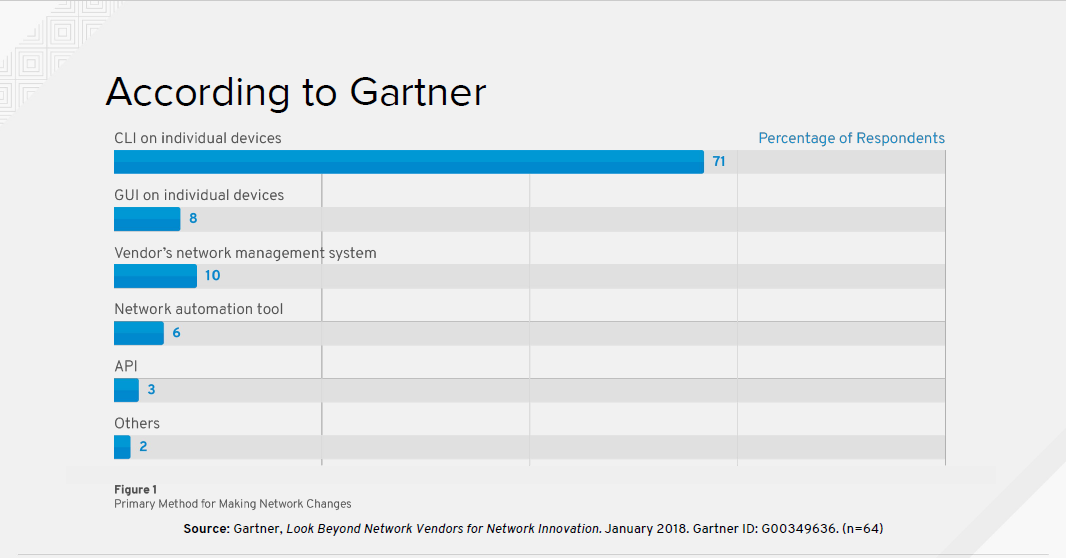 According to Gartner
CLI on individual devices
Percentage of Respondents
71
GUI on individual devices
8
Vendor’s network management system
10
Network automation tool
6
API
3
Others
2
Figure 1
Primary Method for Making Network Changes
Source: Gartner, Look Beyond Network Vendors for Network Innovation. January 2018. Gartner ID: G00349636. (n=64)